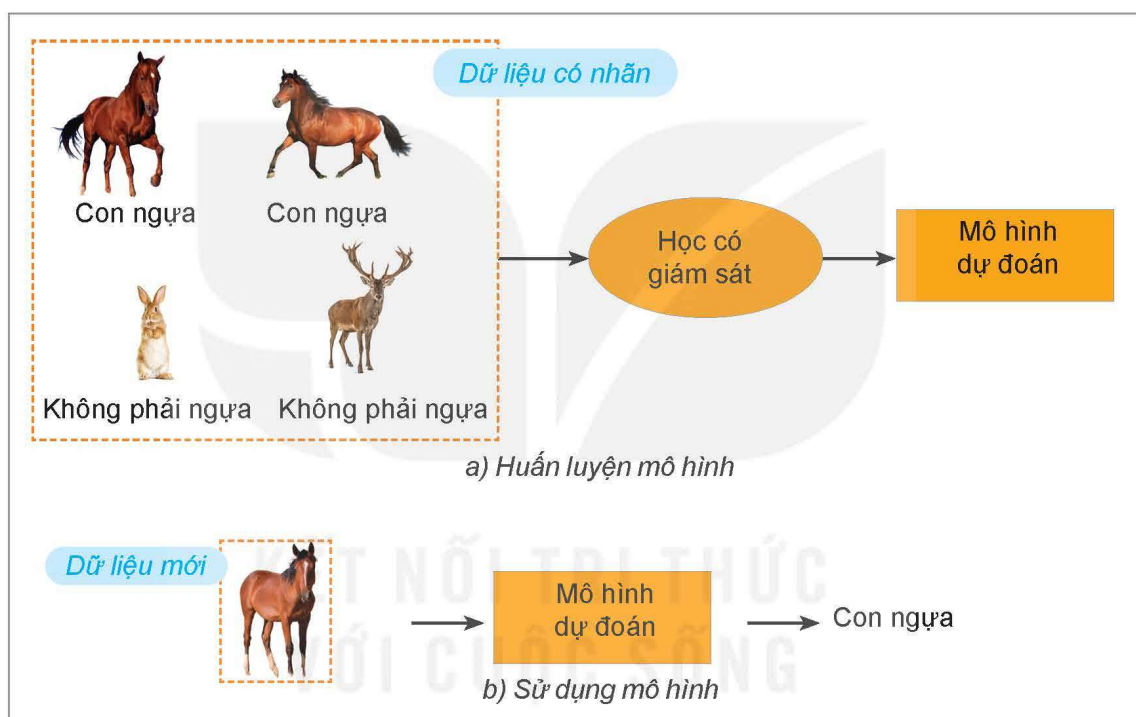 Dữ liệu có nhãn
Con ngựa
Con ngựa
Không phải ngựa
Không phải ngựa
Học có
giám sát
Mô hình
dự đoán
a) Huấn luyện mô hình
Dữ liệu mới
Mô hình
dự đoán
Con ngựa
b) Sử dụng mô hình
KẾT NỐI TRI THỨC
VỚI CUỘC SỐNG